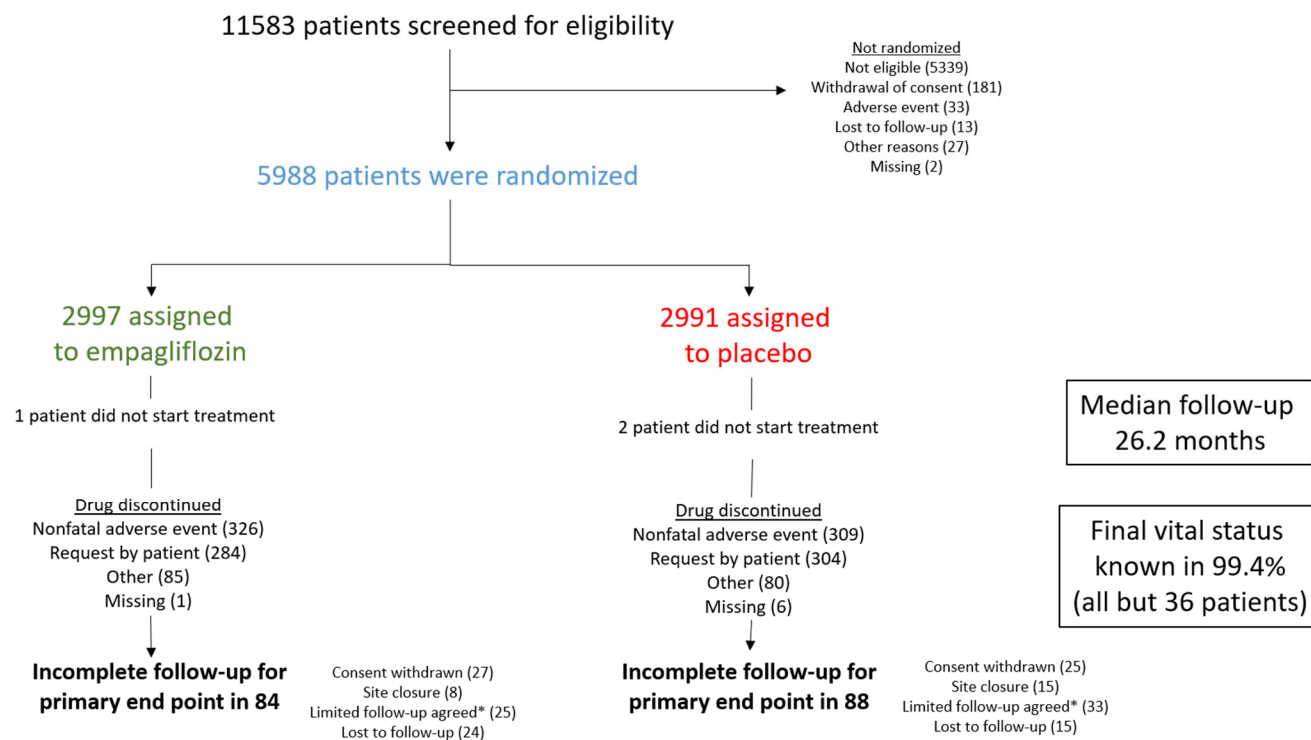 11583 patients screened for eligibility
Not randomized
Not eligible (5339)
Withdrawal of consent (181)
Adverse event (33)
Lost to follow-up (13)
Other reasons (27)
Missing (2)
5988 patients were randomized
2997 assigned
to empagliflozin
2991 assigned
to placebo
1 patient did not start treatment
2 patient did not start treatment
Median follow-up
26.2 months
Drug discontinued
Nonfatal adverse event (326)
Request by patient (284)
Other (85)
Missing (1)
Drug discontinued
Nonfatal adverse event (309)
Request by patient (304)
Other (80)
Missing (6)
Final vital status
known in 99.4%
(all but 36 patients)
Incomplete follow-up for
primary end point in 84
Consent withdrawn (27)
Site closure (8)
Limited follow-up agreed* (25)
Lost to follow-up (24)
Incomplete follow-up for
primary end point in 88
Consent withdrawn (25)
Site closure (15)
Limited follow-up agreed* (33)
Lost to follow-up (15)